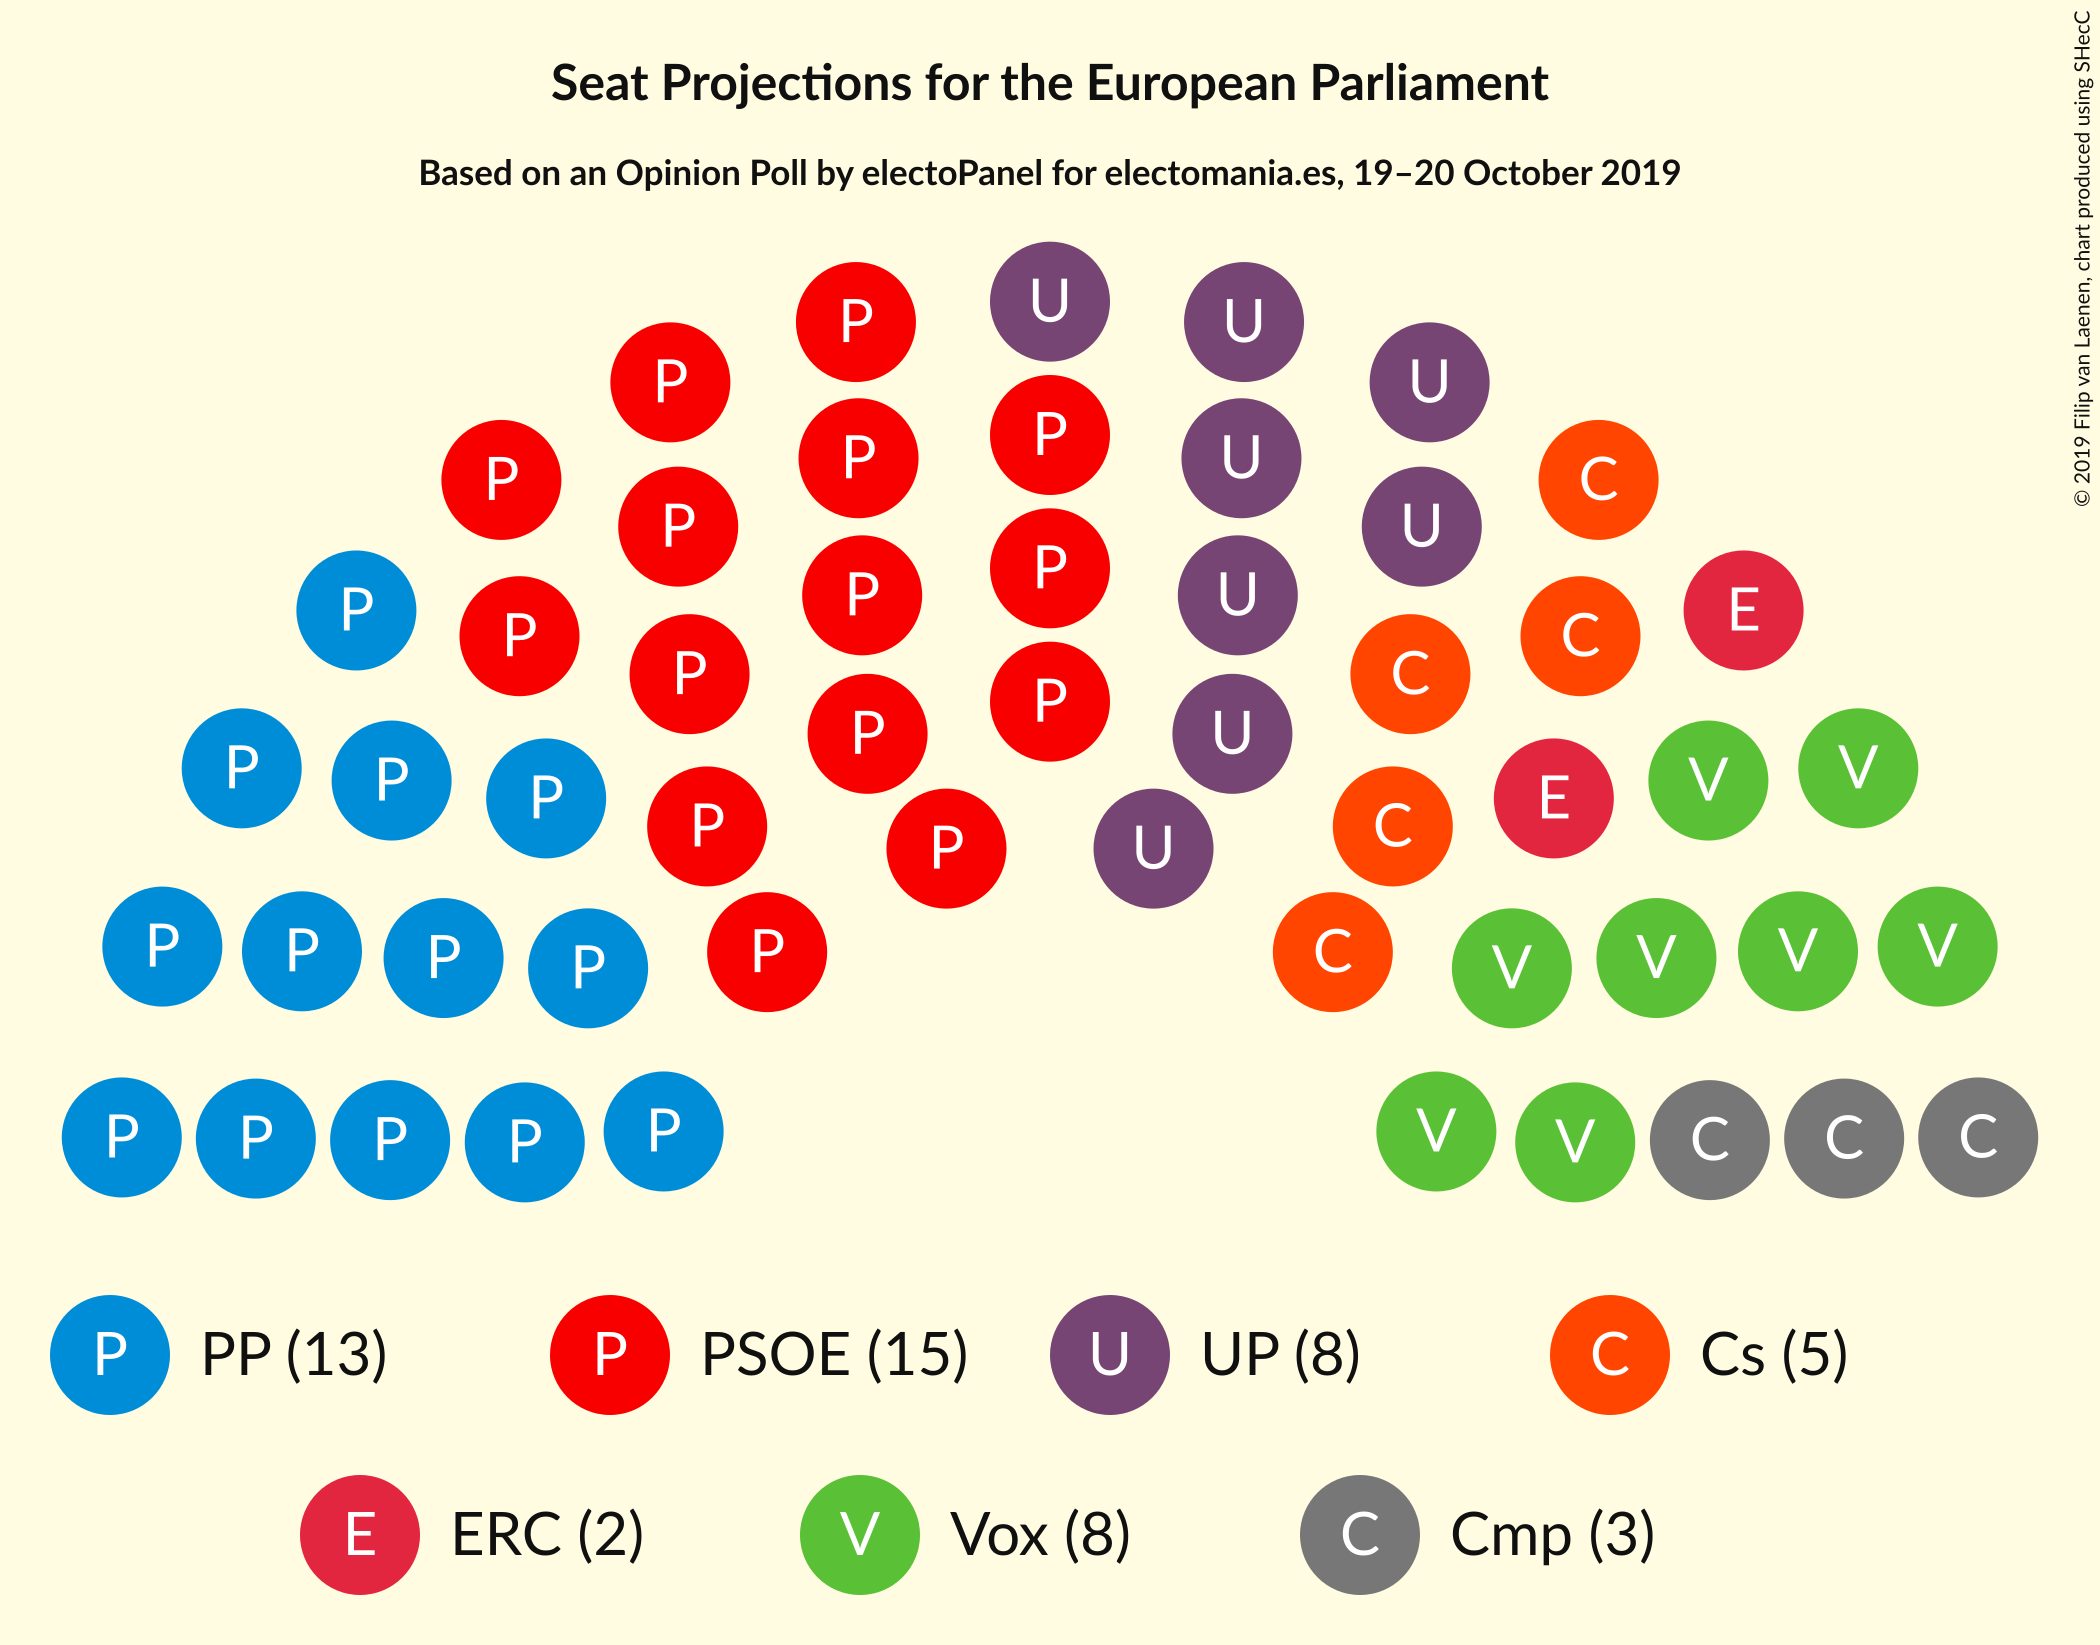 Seat Projections for the European Parliament
Based on an Opinion Poll by electoPanel for electomania.es, 19–20 October 2019
© 2019 Filip van Laenen, chart produced using SHecC
U
P U
P U
P
P C
P P U
P U
P
P P U
P E
P C
P C
P U
P
P V V
P P E
P C
P U
P P V V
P P V V
P C
P P C C
P P C
P V
P V
P PP (13) P PSOE (15) U UP (8) C Cs (5)
E ERC (2) V Vox (8) C Cmp (3)